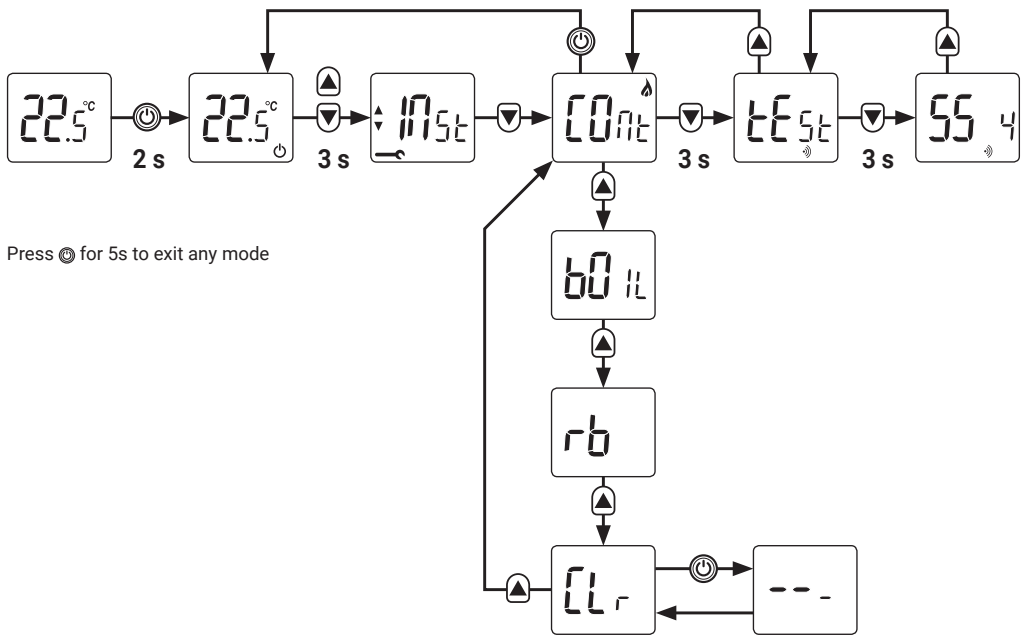 22.5°C
2 s
22.5°C
3 s
INSt
CONt
3 s
tESt
3 s
55 4
Press for 5s to exit any mode
bOIL
rb
CLr
---